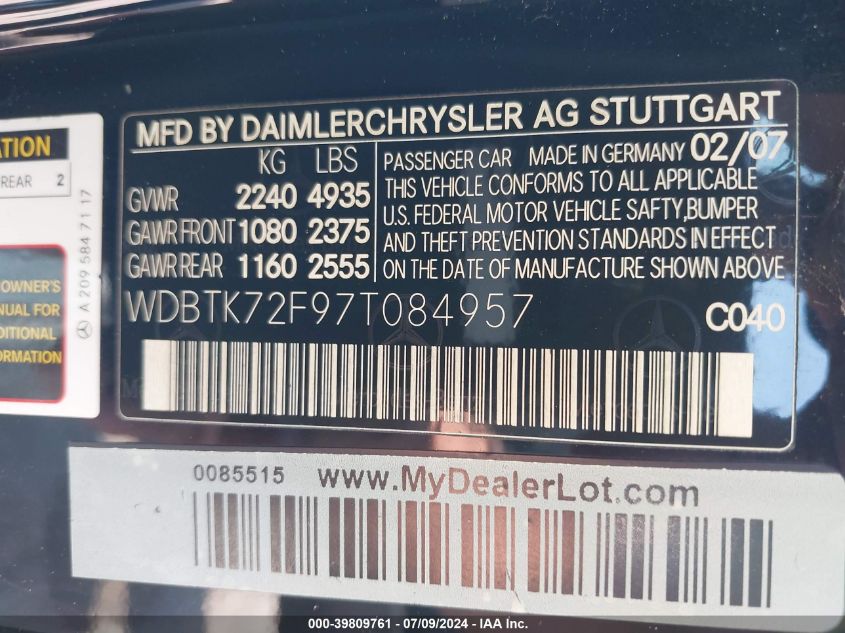 ATION
REAR 2
A 209 584 71 17
OWNER'S
NUAL FOR
DITIONAL
FORMATION
MFD BY DAIMLERCHRYSLER AG STUTTGART
KG LBS
GVWR 2240 4935
GAWR FRONT 1080 2375
GAWR REAR 1160 2555
PASSENGER CAR MADE IN GERMANY 02/07
THIS VEHICLE CONFORMS TO ALL APPLICABLE
U.S. FEDERAL MOTOR VEHICLE SAFTY,BUMPER
AND THEFT PREVENTION STANDARDS IN EFFECT
ON THE DATE OF MANUFACTURE SHOWN ABOVE
WDBTK72F97T084957 C040
0085515 www.MyDealerLot.com
000-39809761 - 07/09/2024 - IAA Inc.